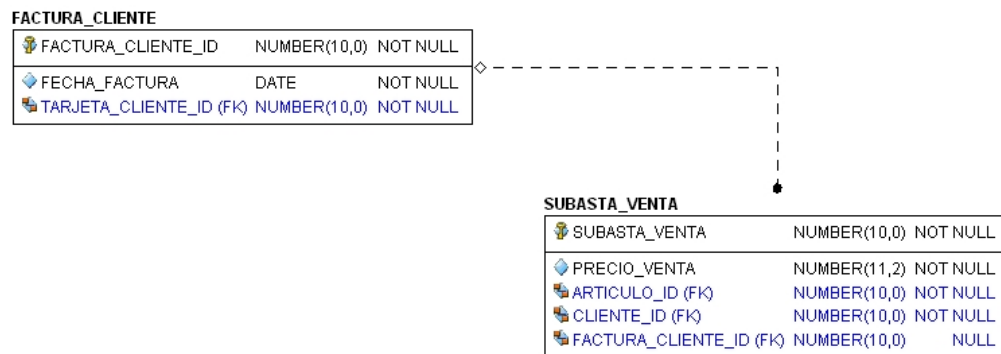 FACTURA_CLIENTE
FACTURA_CLIENTE_ID NUMBER(10,0) NOT NULL
FECHA_FACTURA DATE NOT NULL
TARJETA_CLIENTE_ID (FK) NUMBER(10,0) NOT NULL
SUBASTA_VENTA
SUBASTA_VENTA NUMBER(10,0) NOT NULL
PRECIO_VENTA NUMBER(11,2) NOT NULL
ARTICULO_ID (FK) NUMBER(10,0) NOT NULL
CLIENTE_ID (FK) NUMBER(10,0) NOT NULL
FACTURA_CLIENTE_ID (FK) NUMBER(10,0) NULL